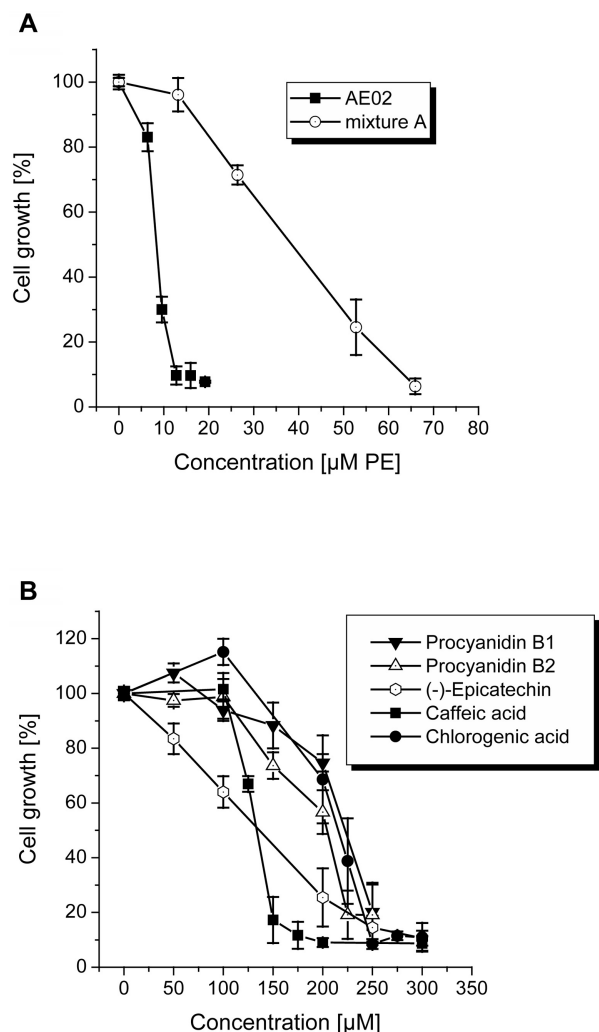 A
100
80
60
40
20
0
Cell growth [%]
AE02
mixture A
0 10 20 30 40 50 60 70 80
Concentration [µM PE]
B
120
100
80
60
40
20
0
Cell growth [%]
Procyanidin B1
Procyanidin B2
(-)-Epicatechin
Caffeic acid
Chlorogenic acid
0 50 100 150 200 250 300 350
Concentration [µM]